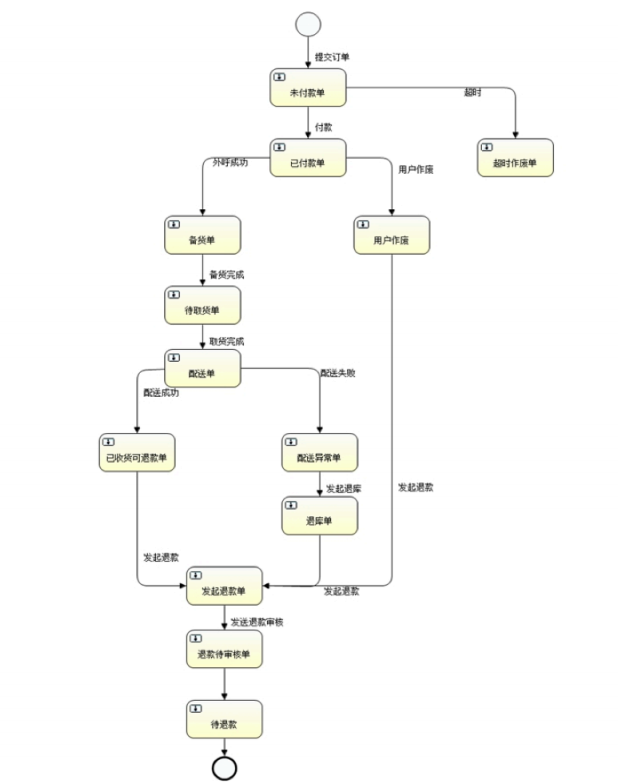 提交订单
未付款单
超时
付款
已付款单
超时作废单
外呼成功
用户作废
备货单
用户作废
备货完成
待取货单
取货完成
配送单
配送失败
配送成功
已收货可退款单
配送异常单
发起退库
发起退款
退库单
发起退款
发起退款单
发起退款
发送退款审核
退款待审核单
待退款